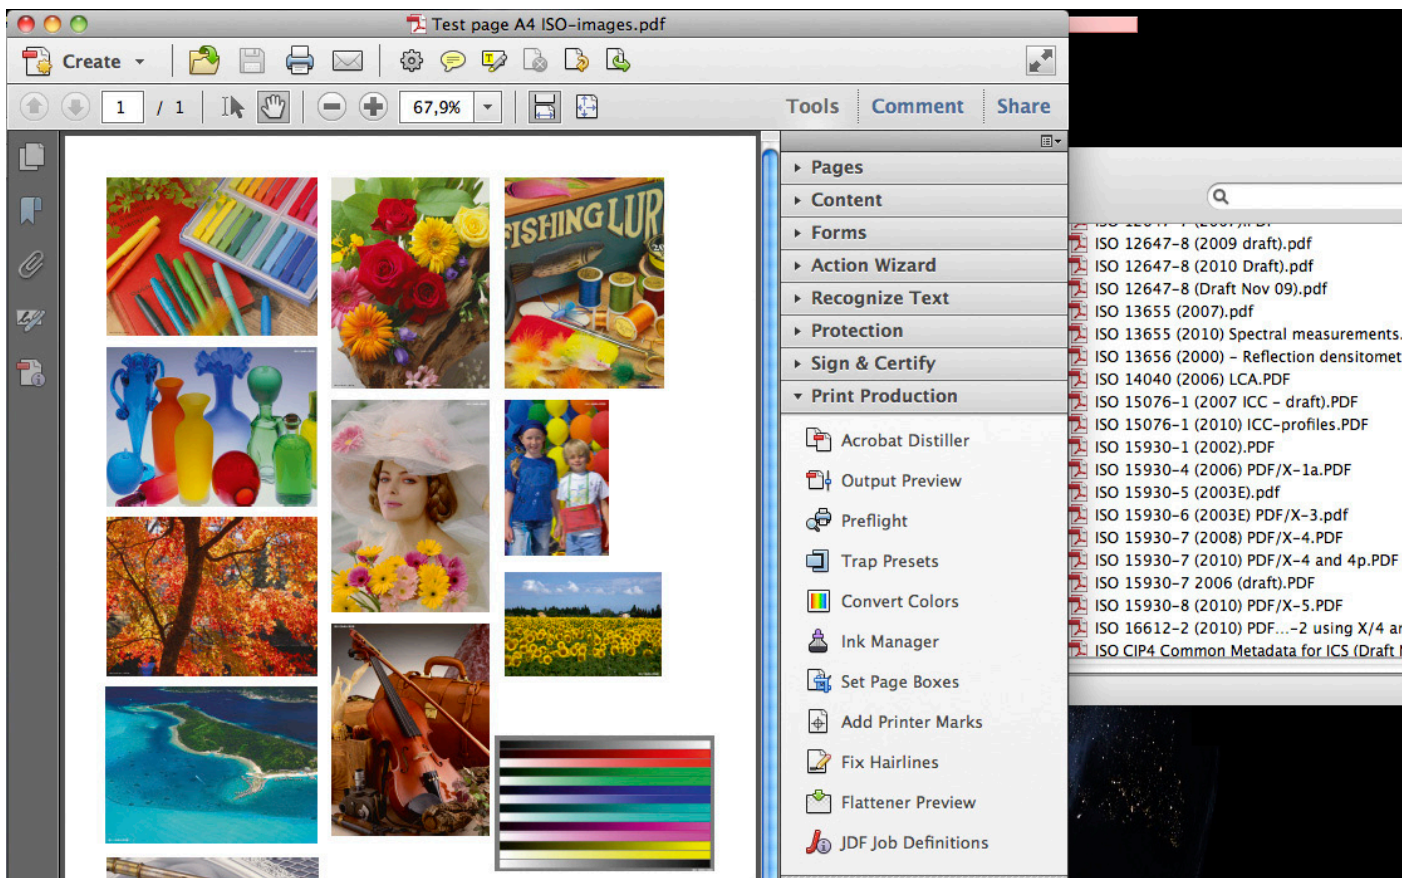 Test page A4 ISO-images.pdf
Create
1 / 1
67,9%
Tools Comment Share
Pages
Content
Forms
Action Wizard
Recognize Text
Protection
Sign & Certify
Print Production
Acrobat Distiller
Output Preview
Preflight
Trap Presets
Convert Colors
Ink Manager
Set Page Boxes
Add Printer Marks
Fix Hairlines
Flattener Preview
JDF Job Definitions
FISHING LUR
ISO 12647-8 (2009 draft).pdf
ISO 12647-8 (2010 Draft).pdf
ISO 12647-8 (Draft Nov 09).pdf
ISO 13655 (2007).pdf
ISO 13655 (2010) Spectral measurements.
ISO 13656 (2000) – Reflection densitomet
ISO 14040 (2006) LCA.PDF
ISO 15076-1 (2007 ICC – draft).PDF
ISO 15076-1 (2010) ICC-profiles.PDF
ISO 15930-1 (2002).PDF
ISO 15930-4 (2006) PDF/X-1a.PDF
ISO 15930-5 (2003E).pdf
ISO 15930-6 (2003E) PDF/X-3.pdf
ISO 15930-7 (2008) PDF/X-4.PDF
ISO 15930-7 (2010) PDF/X-4 and 4p.PDF
ISO 15930-7 2006 (draft).PDF
ISO 15930-8 (2010) PDF/X-5.PDF
ISO 16612-2 (2010) PDF...-2 using X/4 an
ISO CIP4 Common Metadata for ICS (Draft